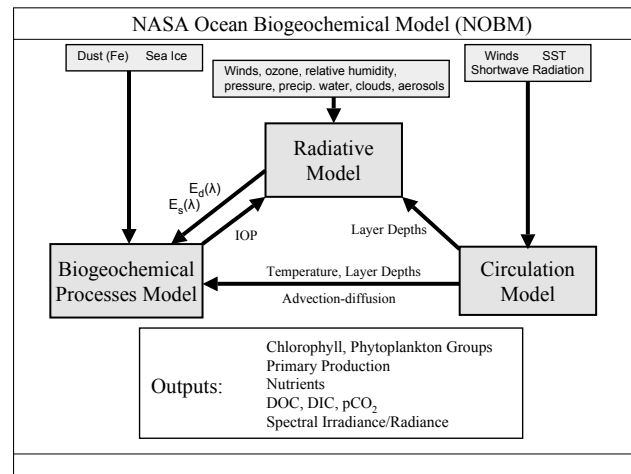 NASA Ocean Biogeochemical Model (NOBM)
Dust (Fe) Sea Ice
Winds, ozone, relative humidity,
pressure, precip. water, clouds, aerosols
Winds SST
Shortwave Radiation
Radiative
Model
E_d(λ)
E_s(λ)
IOP
Layer Depths
Biogeochemical
Processes Model
Temperature, Layer Depths
Advection-diffusion
Circulation
Model
Outputs:
Chlorophyll, Phytoplankton Groups
Primary Production
Nutrients
DOC, DIC, pCO₂
Spectral Irradiance/Radiance